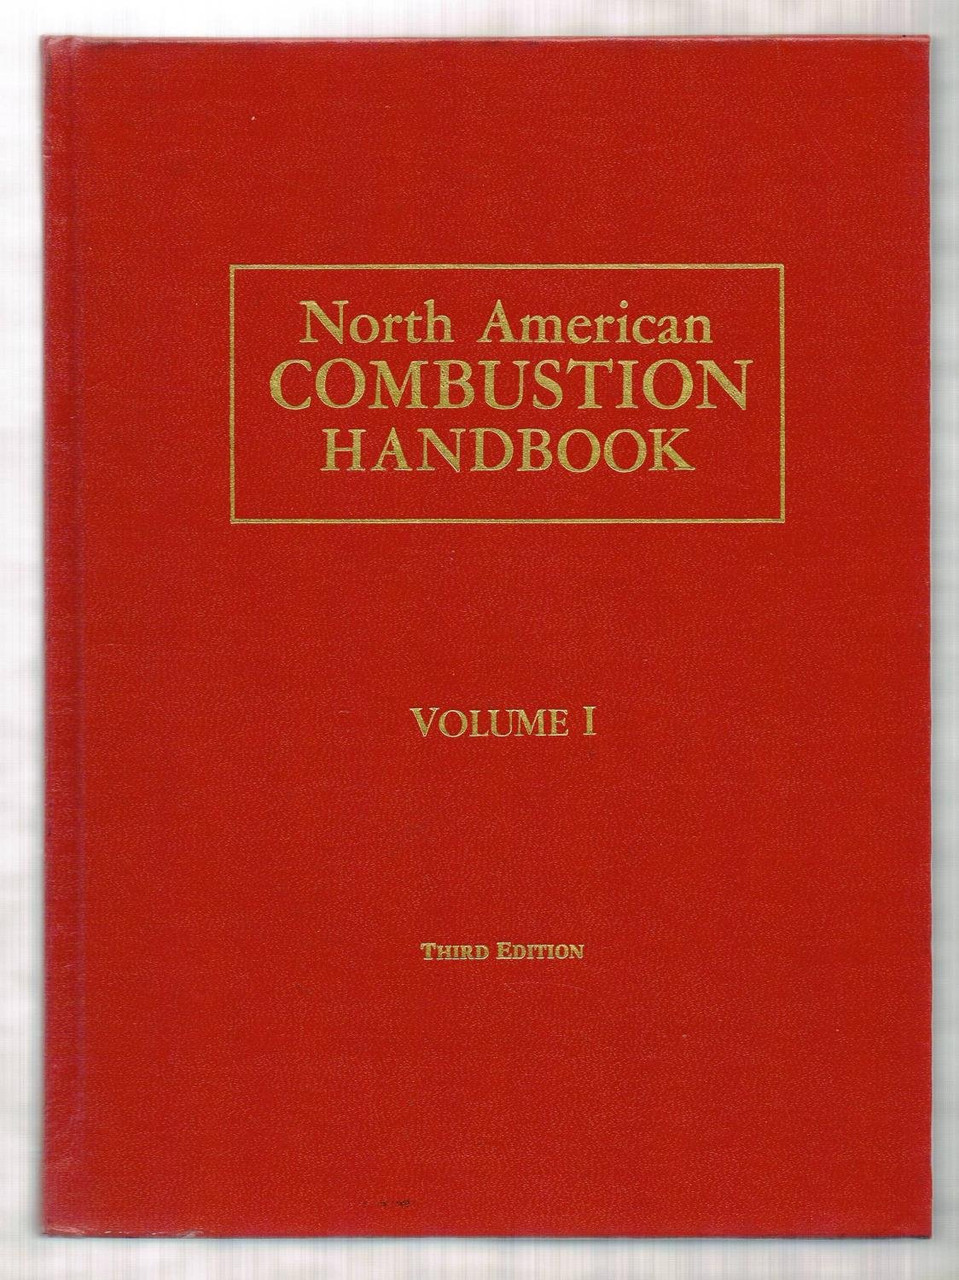 North American
COMBUSTION
HANDBOOK
VOLUME I
THIRD EDITION